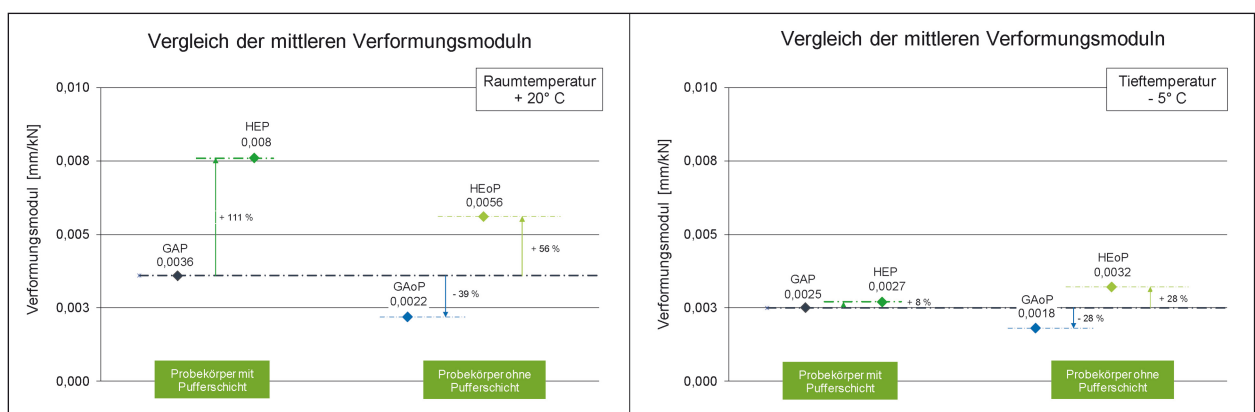 Vergleich der mittleren Verformungsmoduln
Raumtemperatur
+ 20° C
Verformungsmodul [mm/kN]
0,010
0,008
0,005
0,003
0,000
HEP
0,008
+ 111 %
GAP
0,0036
HEoP
0,0056
+ 56 %
GAoP
0,0022
- 39 %
Probekörper mit
Pufferschicht
Probekörper ohne
Pufferschicht
Vergleich der mittleren Verformungsmoduln
Tieftemperatur
- 5° C
Verformungsmodul [mm/kN]
0,010
0,008
0,005
0,003
0,000
GAP
0,0025
HEP
0,0027
+ 8 %
HEoP
0,0032
+ 28 %
GAoP
0,0018
- 28 %
Probekörper mit
Pufferschicht
Probekörper ohne
Pufferschicht